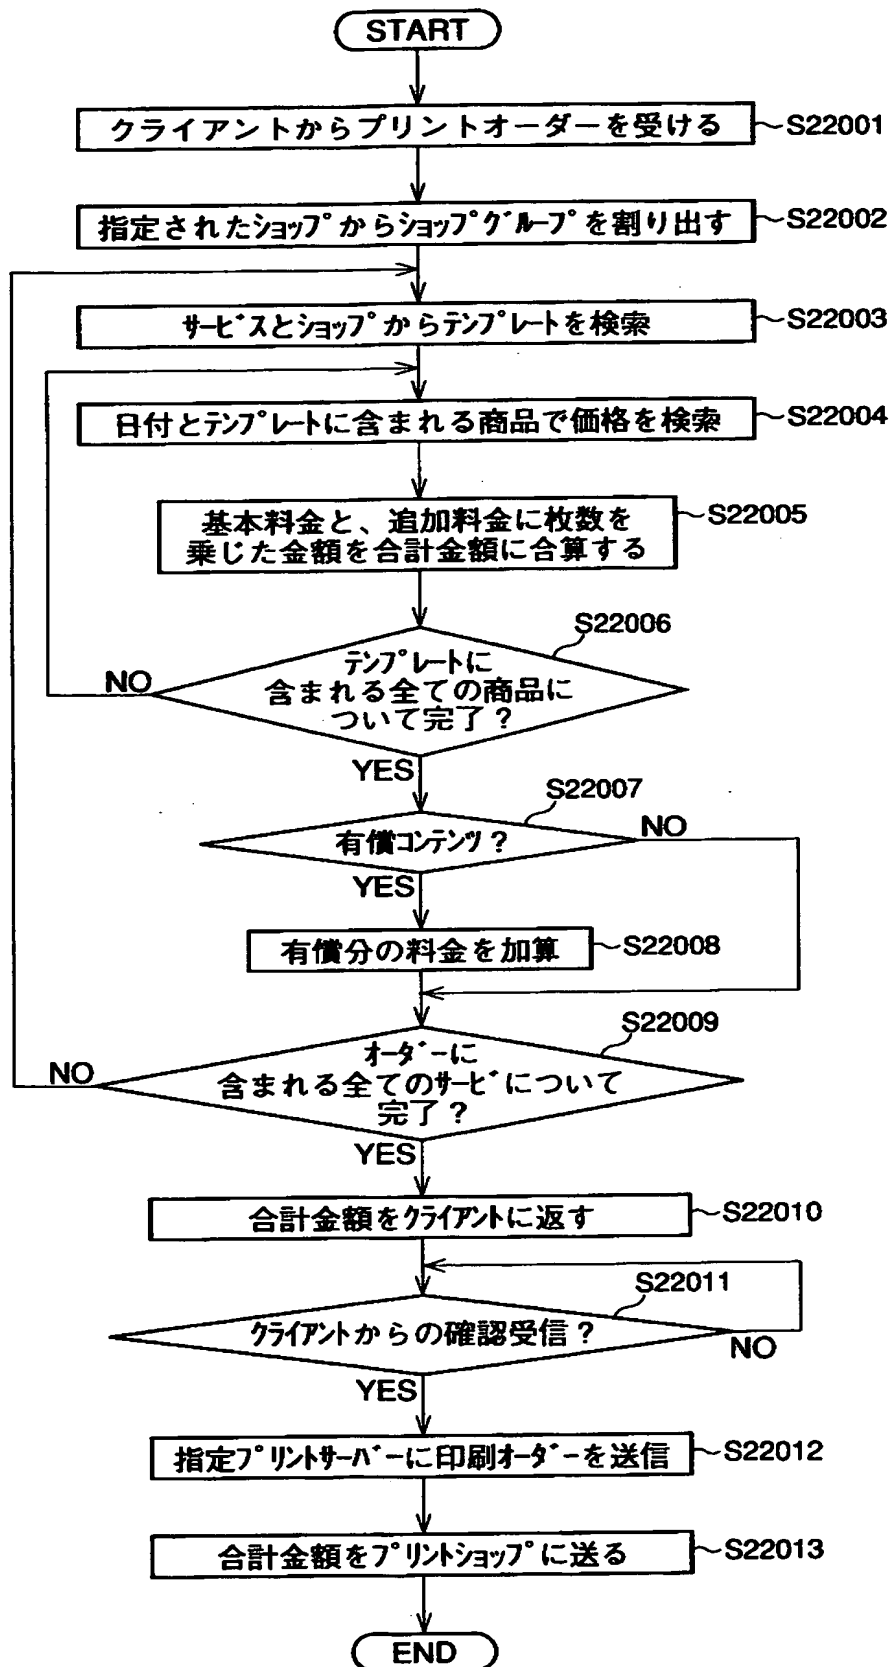 START
クライアントからプリントオーダーを受ける
S22001
指定されたショップからショップグループを割り出す
S22002
サービスとショップからテンプレートを検索
S22003
日付とテンプレートに含まれる商品で価格を検索
S22004
基本料金と、追加料金に枚数を
乗じた金額を合計金額に合算する
S22005
S22006
テンプレートに
含まれる全ての商品に
ついて完了?
NO
YES
S22007
有償コンテンツ?
NO
YES
有償分の料金を加算
S22008
S22009
オーダーに
含まれる全てのサービについて
完了?
NO
YES
合計金額をクライアントに返す
S22010
S22011
クライアントからの確認受信?
NO
YES
指定プリントサーバーに印刷オーダーを送信
S22012
合計金額をプリントショップに送る
S22013
END